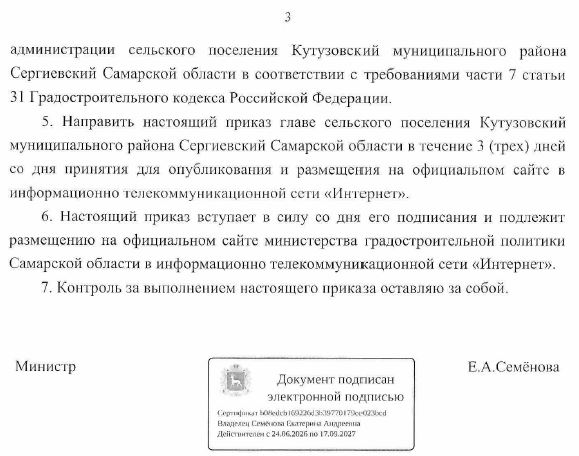 3
администрации сельского поселения Кутузовский муниципального района
Сергиевский Самарской области в соответствии с требованиями части 7 статьи
31 Градостроительного кодекса Российской Федерации.
5. Направить настоящий приказ главе сельского поселения Кутузовский
муниципального района Сергиевский Самарской области в течение 3 (трех) дней
со дня принятия для опубликования и размещения на официальном сайте в
информационно телекоммуникационной сети «Интернет».
6. Настоящий приказ вступает в силу со дня его подписания и подлежит
размещению на официальном сайте министерства градостроительной политики
Самарской области в информационно телекоммуникационной сети «Интернет».
7. Контроль за выполнением настоящего приказа оставляю за собой.
Министр
Е.А.Семёнова
Документ подписан
электронной подписью
Сертификат
Владелец Семёнова Екатерина Андреевна
Действителен с 24.06.2026 по 17.09.2027